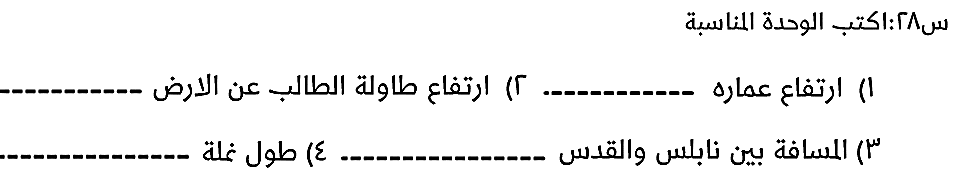 س٢٨:اكتب الوحدة المناسبة
١) ارتفاع عماره ------------. ٢) ارتفاع طاولة الطالب عن الارض -----------
٣) المسافة بين نابلس والقدس ---------------- ٤) طول نملة ---------------